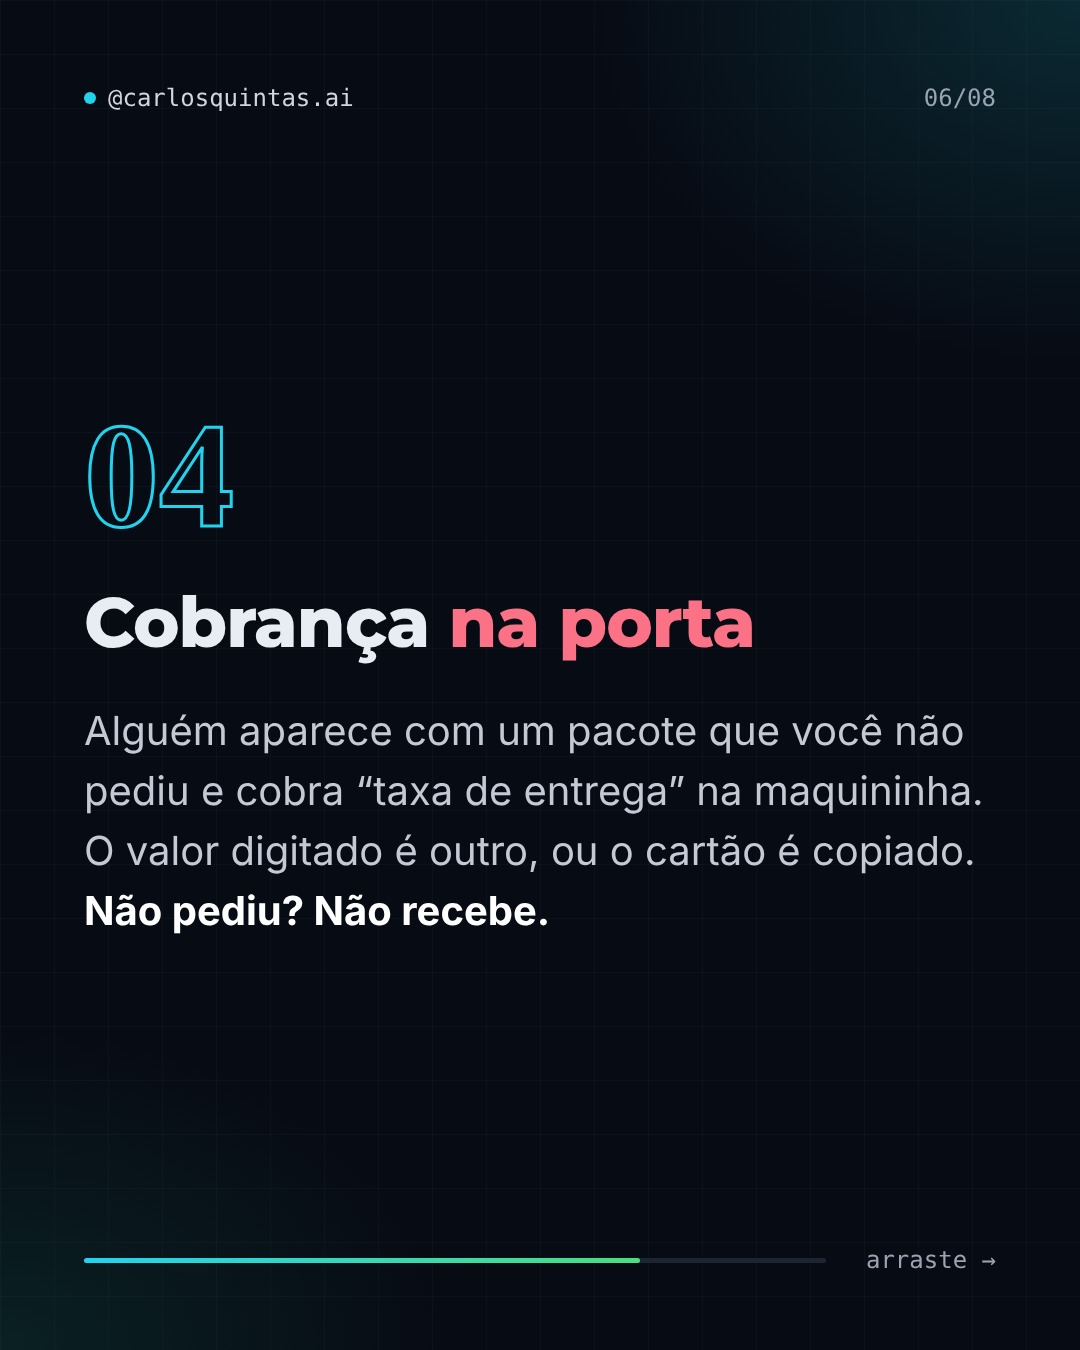 @carlosquintas.ai
06/08
04
Cobrança na porta
Alguém aparece com um pacote que você não
pediu e cobra “taxa de entrega” na maquininha.
O valor digitado é outro, ou o cartão é copiado.
Não pediu? Não recebe.
arraste →